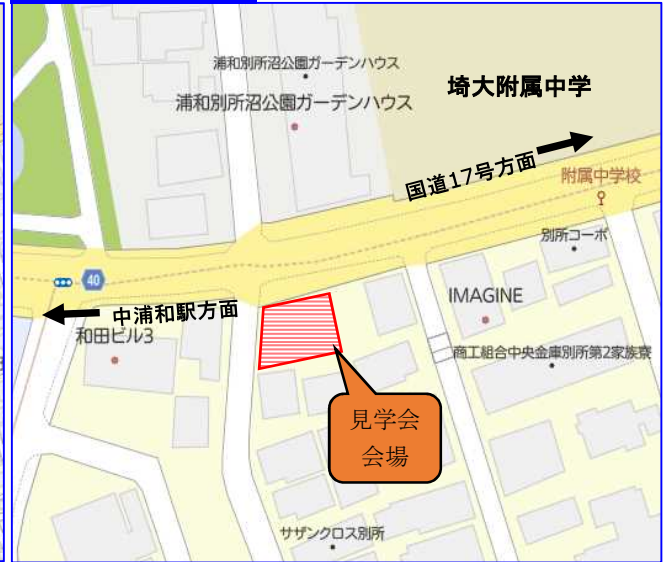 浦和別所沼公園ガーデンハウス
浦和別所沼公園ガーデンハウス
埼大附属中学
国道17号方面
附属中学校
別所コーポ
40
中浦和駅方面
IMAGINE
和田ビル3
商工組合中央金庫別所第2家族寮
見学会
会場
サザンクロス別所